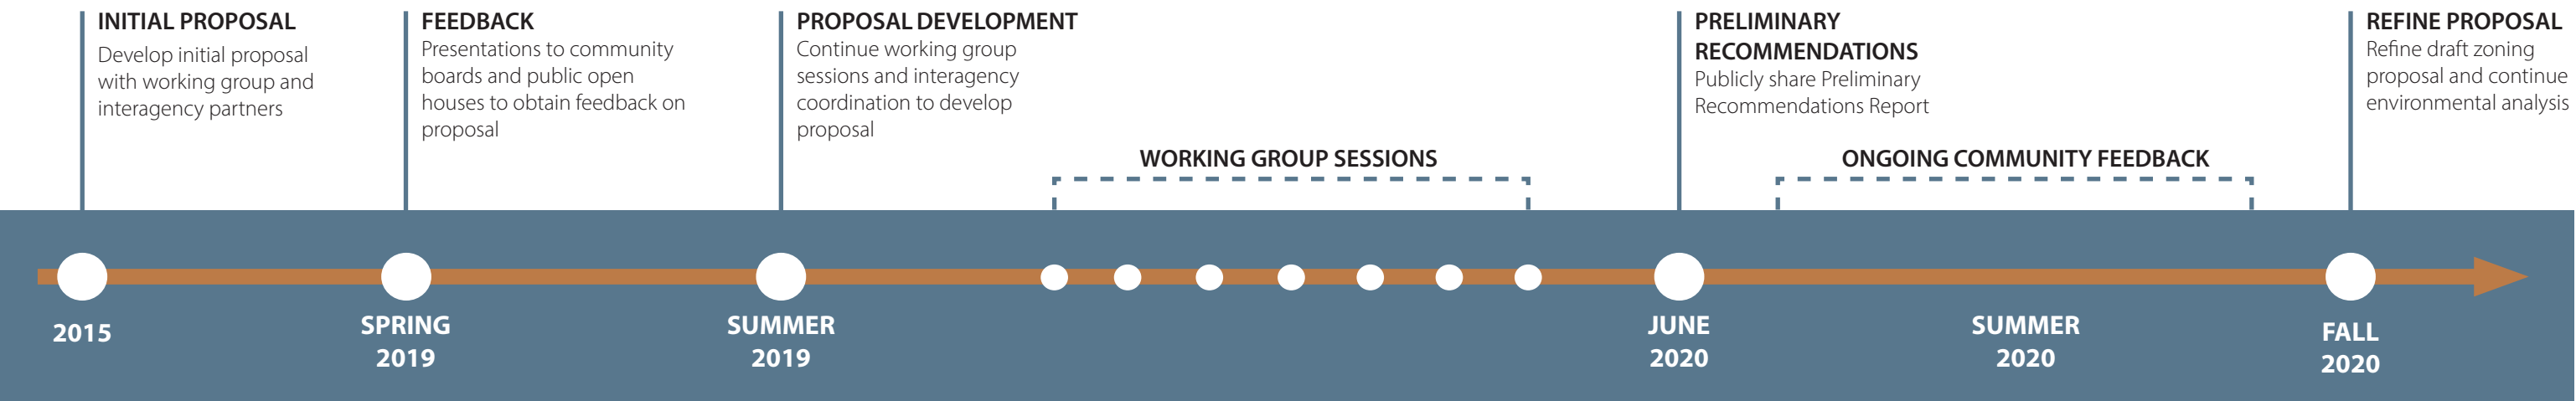 INITIAL PROPOSAL
Develop initial proposal
with working group and
interagency partners
FEEDBACK
Presentations to community
boards and public open
houses to obtain feedback on
proposal
PROPOSAL DEVELOPMENT
Continue working group
sessions and interagency
coordination to develop
proposal
WORKING GROUP SESSIONS
PRELIMINARY
RECOMMENDATIONS
Publicly share Preliminary
Recommendations Report
ONGOING COMMUNITY FEEDBACK
REFINE PROPOSAL
Refine draft zoning
proposal and continue
environmental analysis
2015
SPRING
2019
SUMMER
2019
JUNE
2020
SUMMER
2020
FALL
2020